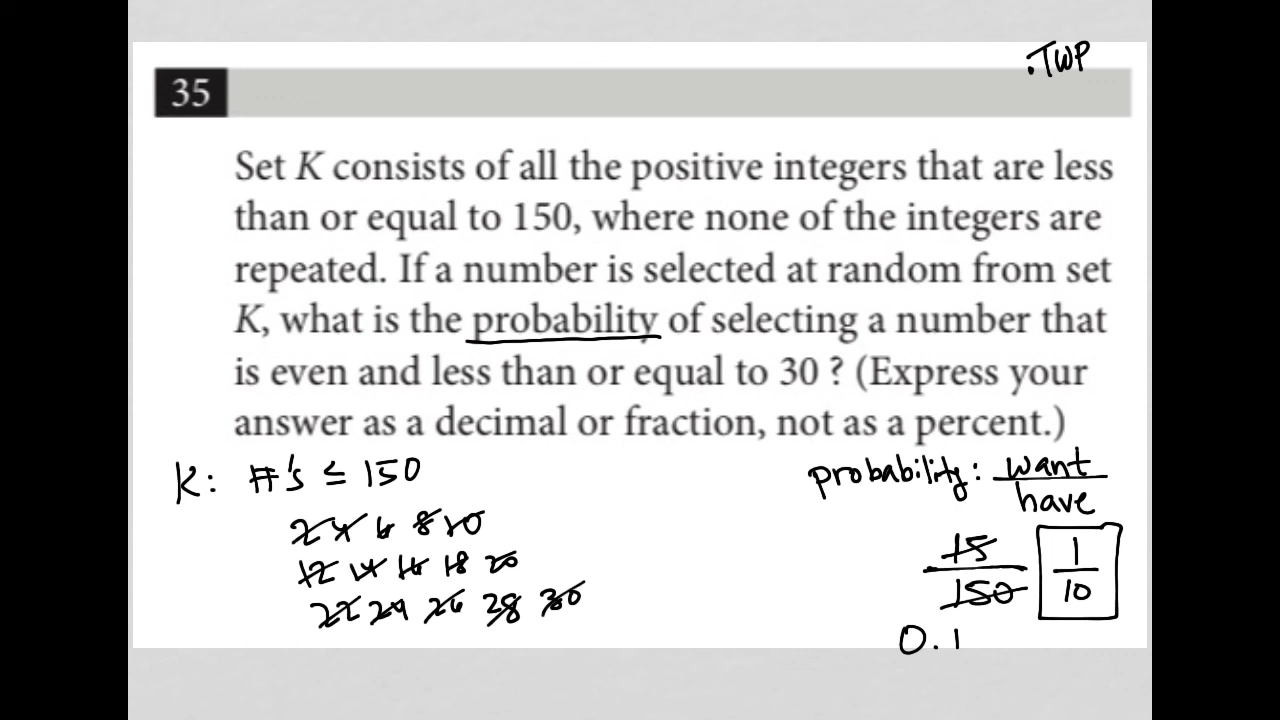 .TWP
35
Set K consists of all the positive integers that are less
than or equal to 150, where none of the integers are
repeated. If a number is selected at random from set
K, what is the probability of selecting a number that
is even and less than or equal to 30 ? (Express your
answer as a decimal or fraction, not as a percent.)
K: #'s ≤ 150
2 4 6 8 10
12 14 16 18 20
22 24 26 28 30
probability: want
have
15
150
1
10
0.1